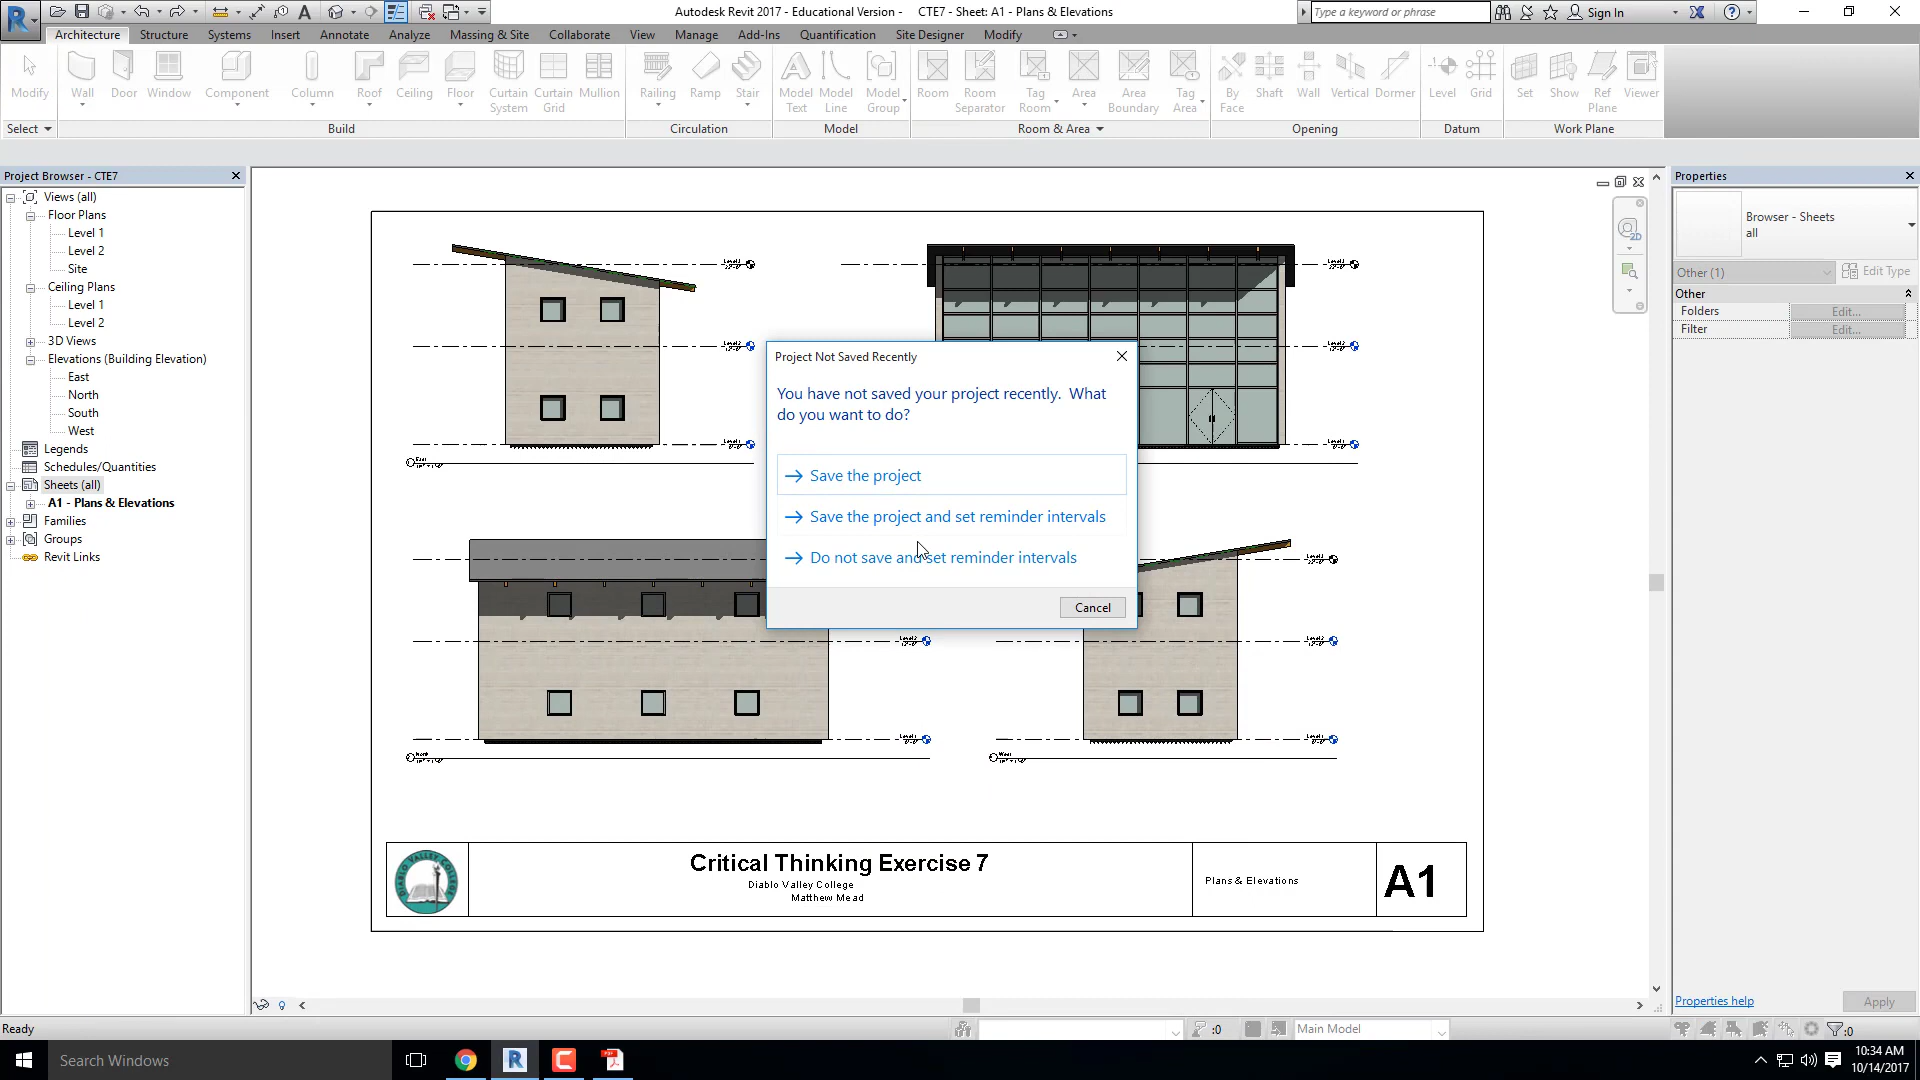 Autodesk Revit 2017 - Educational Version - CTE7 - Sheet: A1 - Plans & Elevations
Type a keyword or phrase
Sign In
Architecture Structure Systems Insert Annotate Analyze Massing & Site Collaborate View Manage Add-Ins Quantification Site Designer Modify
Modify
Wall
Door
Window
Component
Column
Roof
Ceiling
Floor
Curtain System
Curtain Grid
Mullion
Railing
Ramp
Stair
Model Text
Model Line
Model Group
Room
Room Separator
Tag Room
Area
Area Boundary
Tag Area
By Face
Shaft
Wall
Vertical
Dormer
Level
Grid
Set
Show
Ref Plane
Viewer
Select Build Circulation Model Room & Area Opening Datum Work Plane
Project Browser - CTE7
Views (all)
Floor Plans
Level 1
Level 2
Site
Ceiling Plans
Level 1
Level 2
3D Views
Elevations (Building Elevation)
East
North
South
West
Legends
Schedules/Quantities
Sheets (all)
A1 - Plans & Elevations
Families
Groups
Revit Links
Project Not Saved Recently
You have not saved your project recently. What
do you want to do?
Save the project
Save the project and set reminder intervals
Do not save and set reminder intervals
Cancel
Critical Thinking Exercise 7
Diablo Valley College
Matthew Mead
Plans & Elevations
A1
DIABLO VALLEY COLLEGE
2D
Properties
Browser - Sheets
all
Other (1)
Edit Type
Other
Folders Edit...
Filter Edit...
Properties help
Apply
Ready
:0
Main Model
:0
Search Windows
10:34 AM
10/14/2017